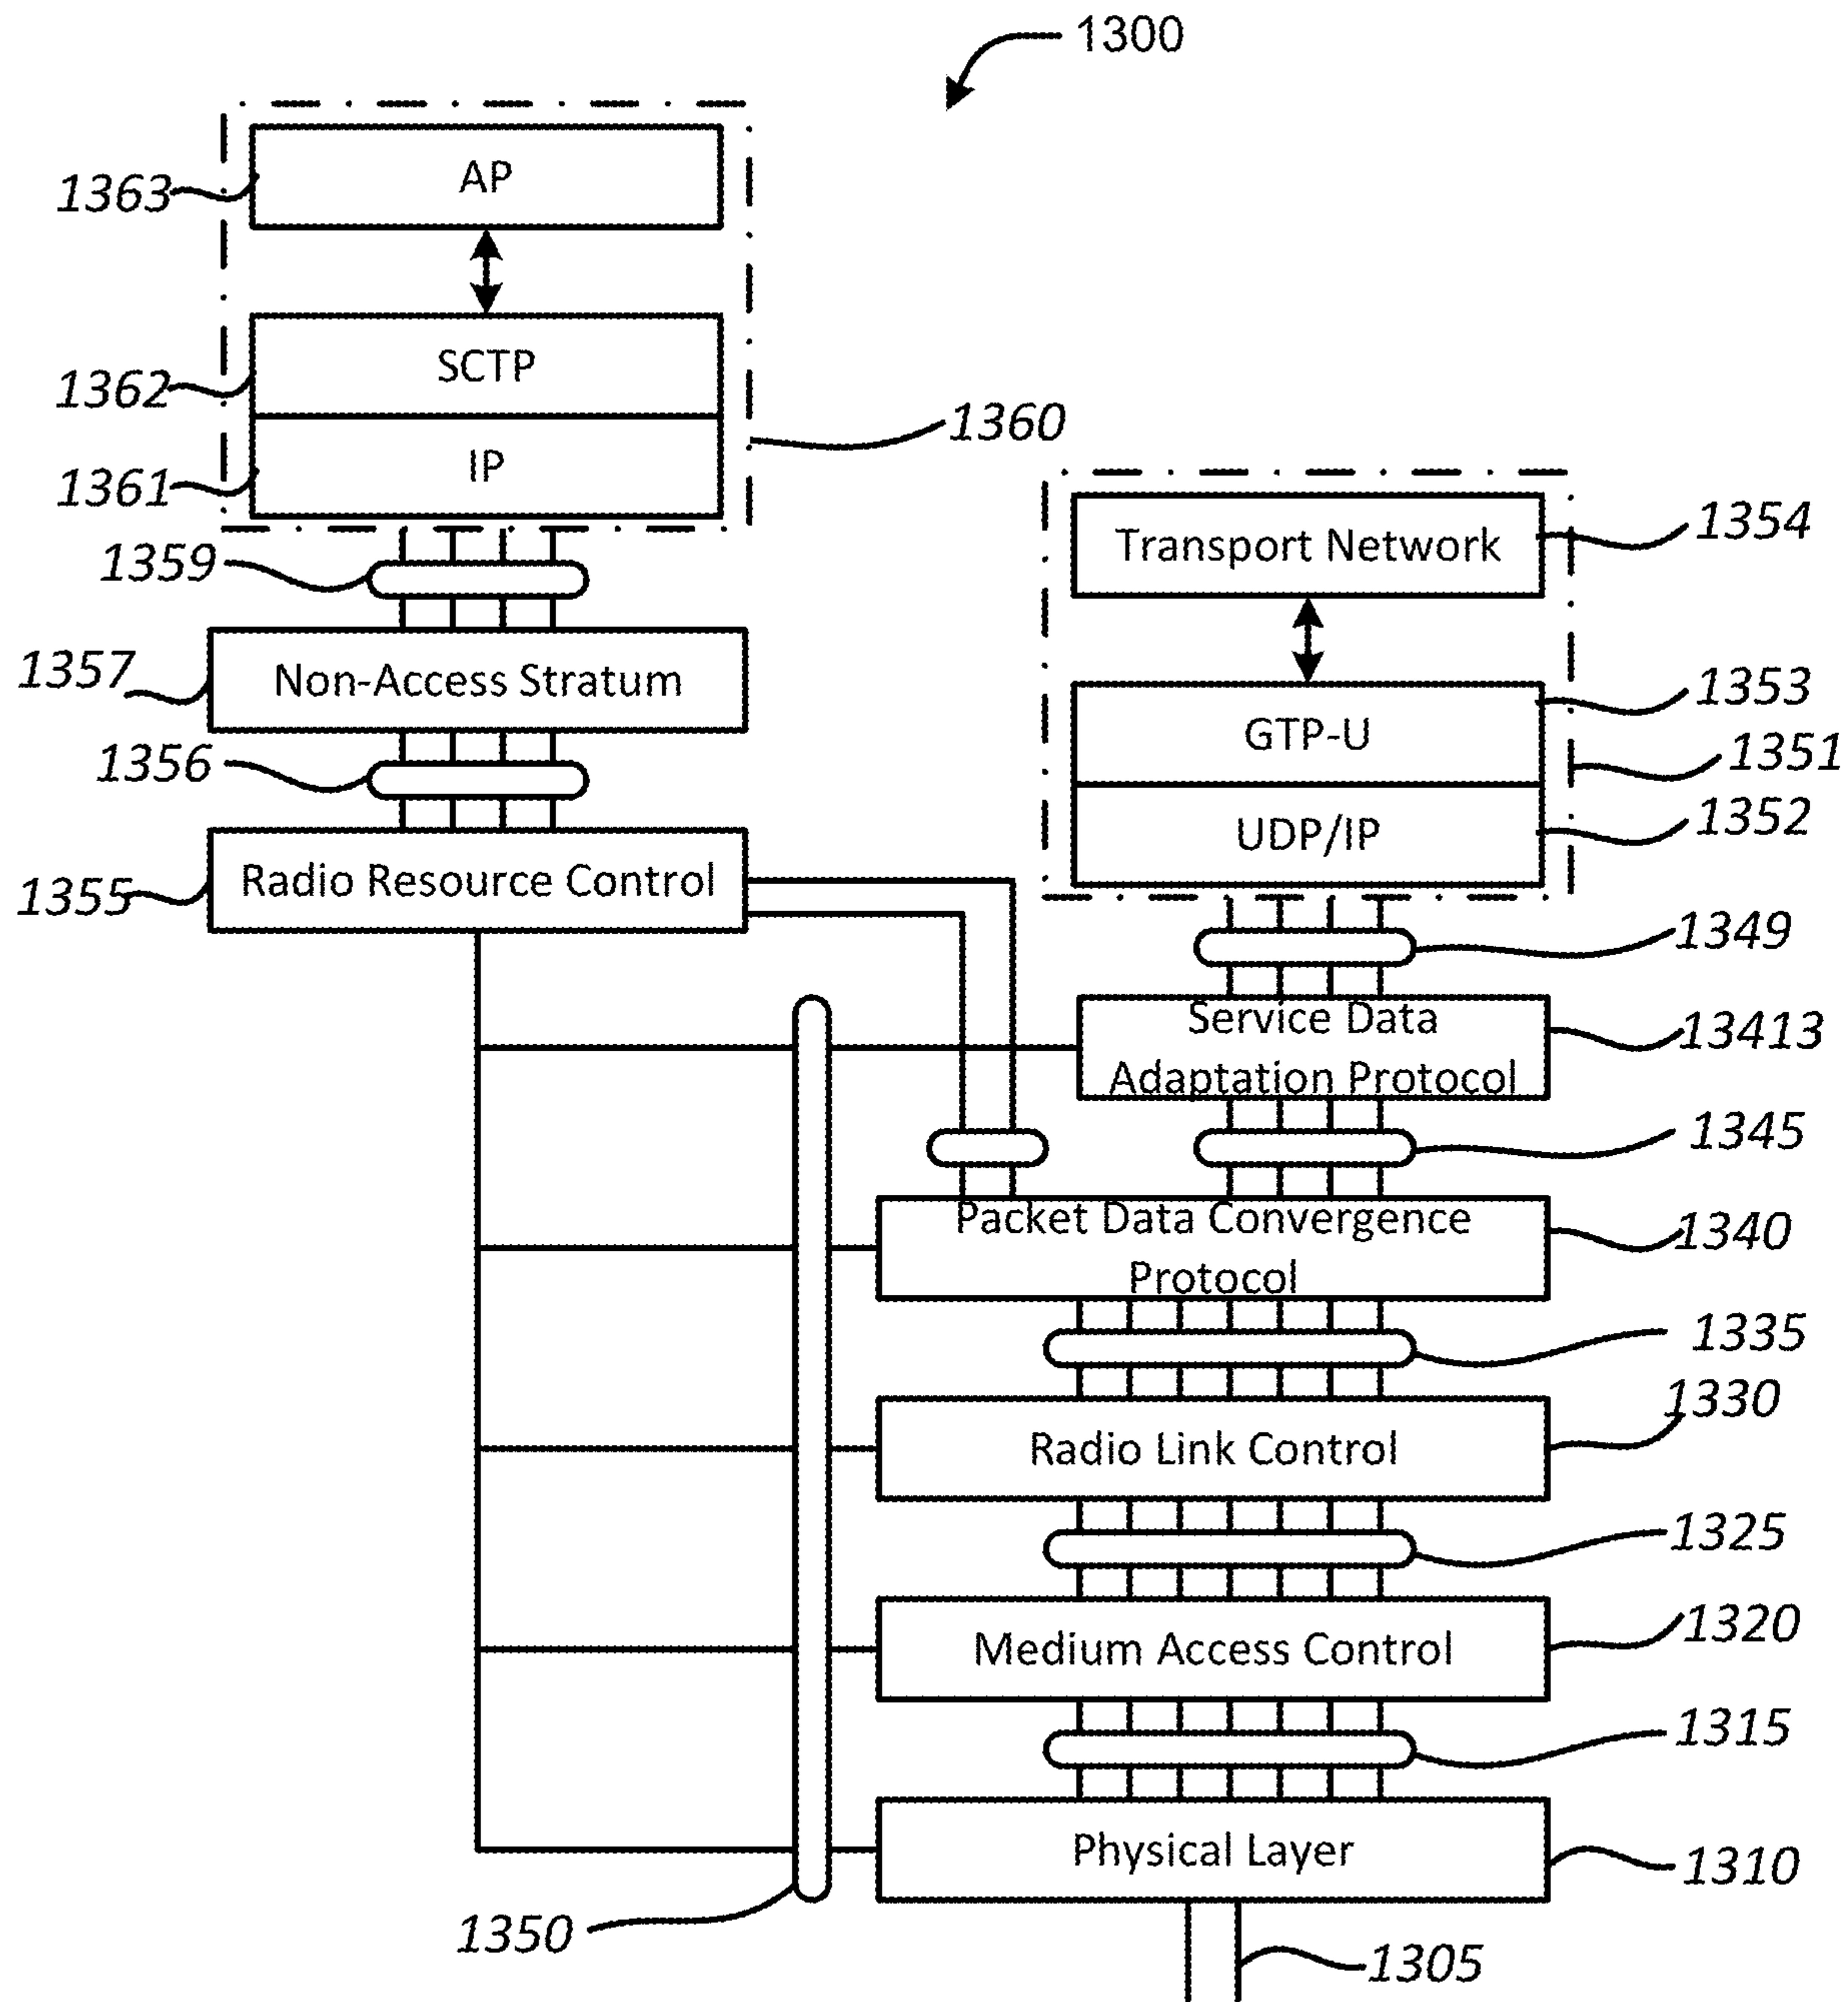 1300
AP
1363
SCTP
1362
1360
IP
1361
1354
Transport Network
1359
1357
Non-Access Stratum
1353
GTP-U
1351
1356
1352
UDP/IP
Radio Resource Control
1355
1349
Service Data
Adaptation Protocol
13413
1345
Packet Data Convergence
Protocol
1340
1335
1330
Radio Link Control
1325
Medium Access Control
1320
1315
Physical Layer
1310
1350
1305